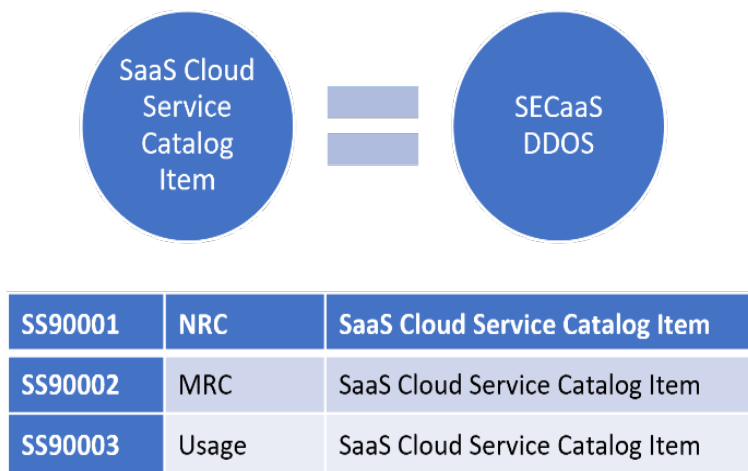 SaaS Cloud
Service
Catalog
Item
SECaaS
DDOS
SS90001 NRC SaaS Cloud Service Catalog Item
SS90002 MRC SaaS Cloud Service Catalog Item
SS90003 Usage SaaS Cloud Service Catalog Item